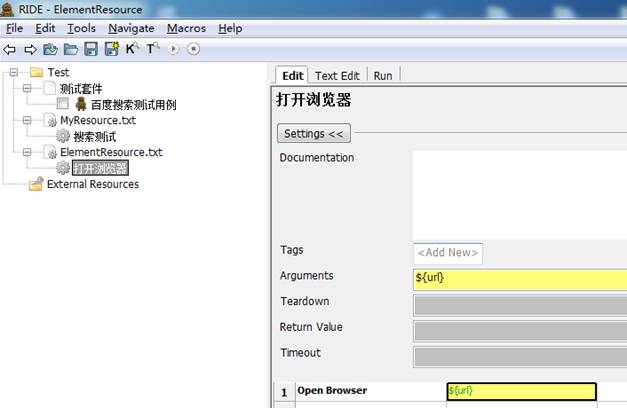 RIDE - ElementResource
File Edit Tools Navigate Macros Help
K T
Test
测试套件
百度搜索测试用例
MyResource.txt
搜索测试
ElementResource.txt
打开浏览器
External Resources
Edit Text Edit Run
打开浏览器
Settings <<
Documentation
Tags <Add New>
Arguments ${url}
Teardown
Return Value
Timeout
1 Open Browser ${url}